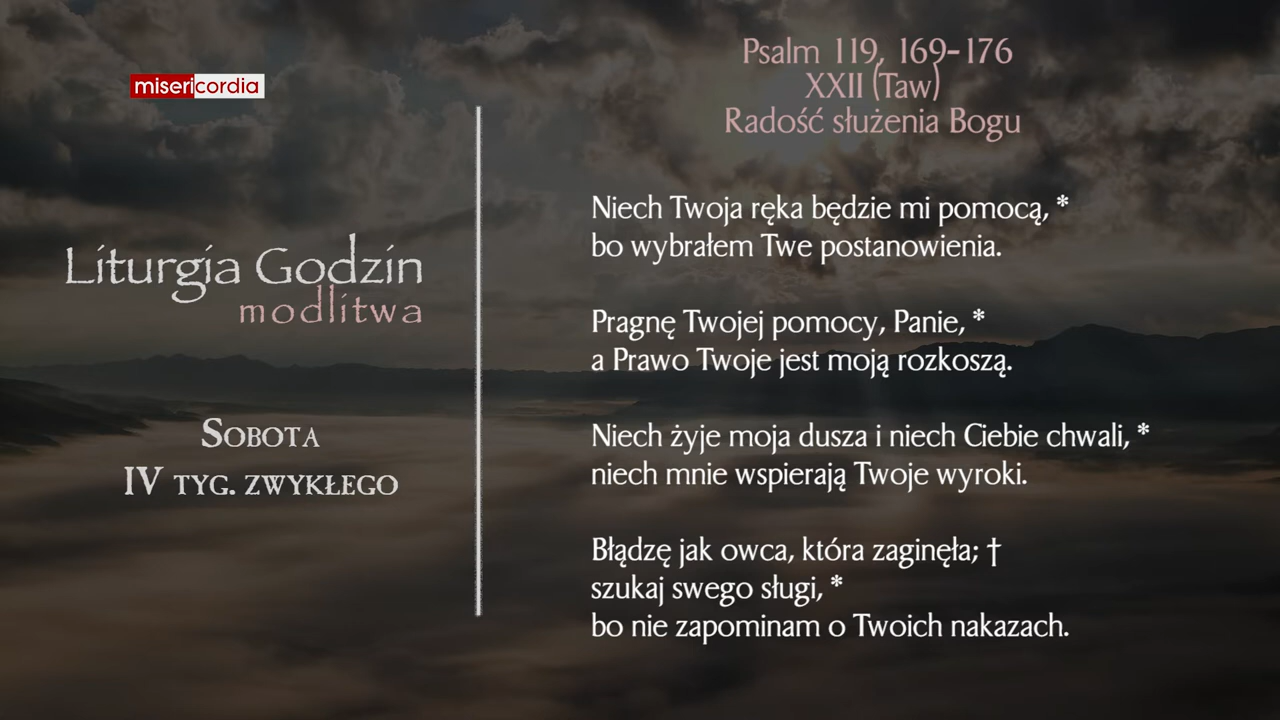 misericordia
Liturgia Godzin
modlitwa
Sobota
IV tyg. zwykłego
Psalm 119, 169-176
XXII (Taw)
Radość służenia Bogu
Niech Twoja ręka będzie mi pomocą, *
bo wybrałem Twe postanowienia.
Pragnę Twojej pomocy, Panie, *
a Prawo Twoje jest moją rozkoszą.
Niech żyje moja dusza i niech Ciebie chwali, *
niech mnie wspierają Twoje wyroki.
Błądzę jak owca, która zaginęła; †
szukaj swego sługi, *
bo nie zapominam o Twoich nakazach.